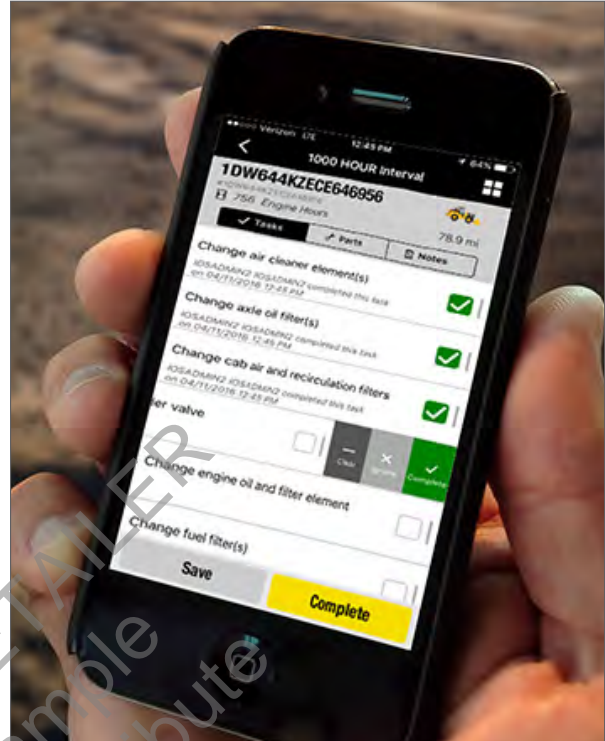 Verizon LTE 12:45 PM 64%
1000 HOUR Interval
1DW644KZECE646956
756 Engine Hours
78.9 mi
Tasks
Parts
Notes
Change air cleaner element(s)
IOSADMIN2 IOSADMIN2 completed this task
on 04/11/2016 12:45 PM
Change axle oil filter(s)
IOSADMIN2 IOSADMIN2 completed this task
on 04/11/2016 12:45 PM
Change cab air and recirculation filters
IOSADMIN2 IOSADMIN2 completed this task
on 04/11/2016 12:45 PM
er valve
Clear
Complete
Change engine oil and filter element
Change fuel filter(s)
Save
Complete